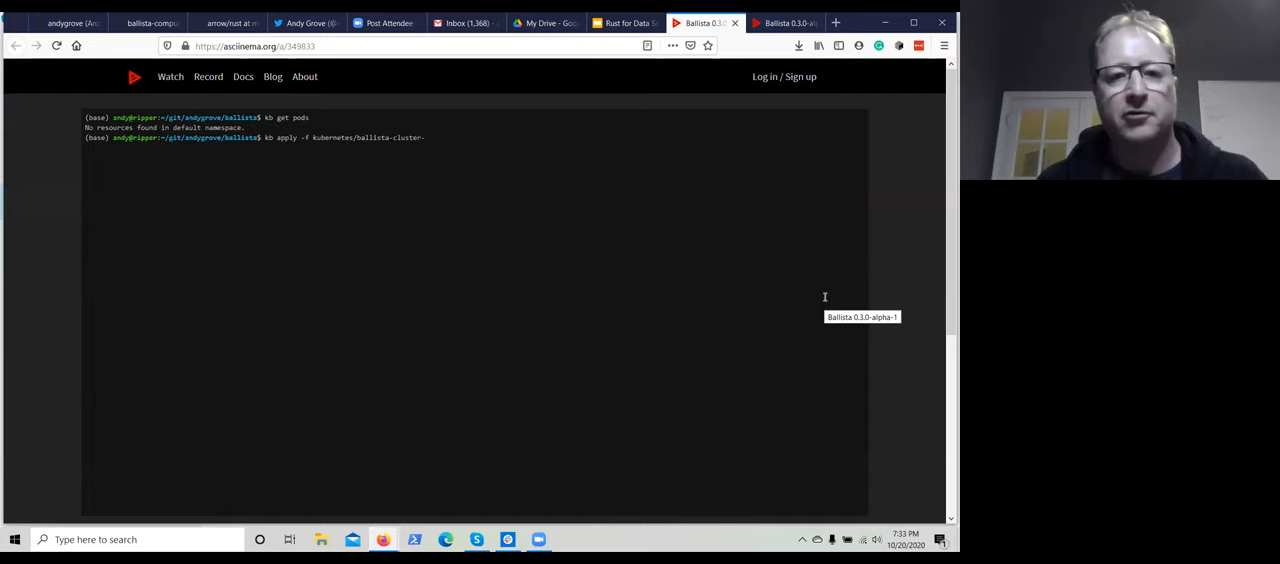 andygrove (An
ballista-compu
arrow/rust at m
Andy Grove (@
Post Attendee
Inbox (1,368) -
My Drive - Goo
Rust for Data S
Ballista 0.3.0
Ballista 0.3.0-al
https://asciinema.org/a/349833
Watch Record Docs Blog About
Log in / Sign up
(base) andy@ripper:~/git/andygrove/ballista$ kb get pods
No resources found in default namespace.
(base) andy@ripper:~/git/andygrove/ballista$ kb apply -f kubernetes/ballista-cluster-
Ballista 0.3.0-alpha-1
Type here to search
7:33 PM
10/20/2020